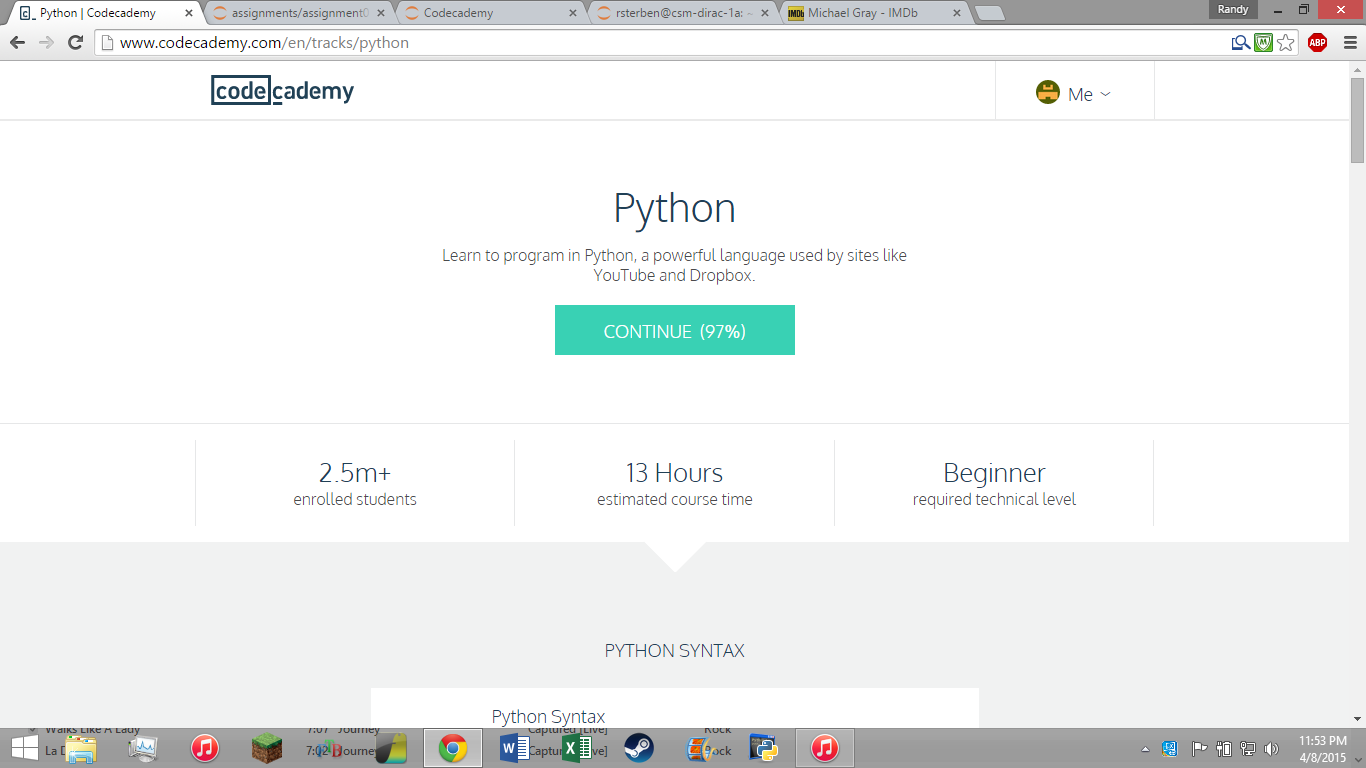 Python | Codecademy
assignments/assignment0
Codecademy
rsterben@csm-dirac-1a: ~
Michael Gray - IMDb
Randy
www.codecademy.com/en/tracks/python
ABP
codecademy
Me
Python
Learn to program in Python, a powerful language used by sites like
YouTube and Dropbox.
CONTINUE (97%)
2.5m+
enrolled students
13 Hours
estimated course time
Beginner
required technical level
PYTHON SYNTAX
Python Syntax
Walks Like A Lady 7:07 Journey Captured [Live] Rock
La D 7:02 Journey Captured [Live] Rock
11:53 PM
4/8/2015